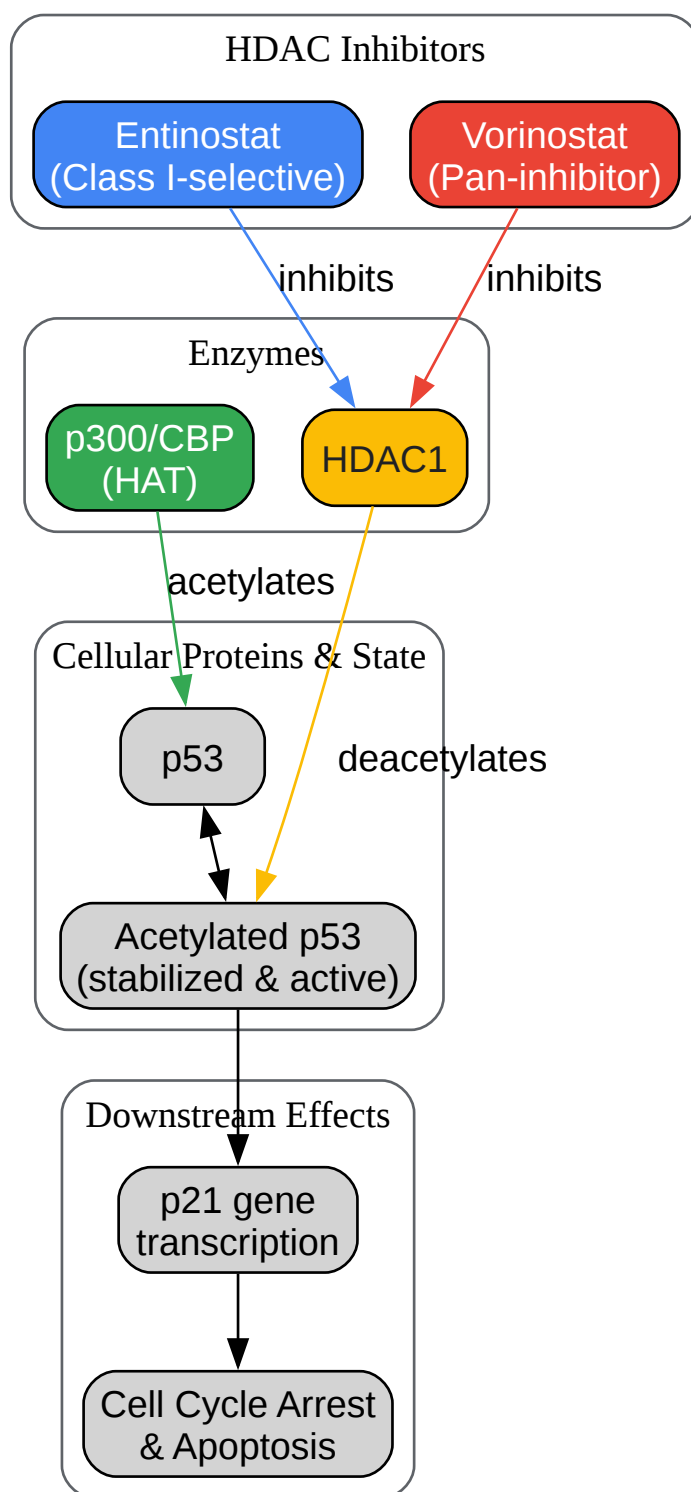 HDAC Inhibitors
Entinostat
(Class I-selective)
Vorinostat
(Pan-inhibitor)
inhibits
inhibits
Enzymes
p300/CBP
(HAT)
HDAC1
acetylates
Cellular Proteins & State
p53
deacetylates
Acetylated p53
(stabilized & active)
Downstream Effects
p21 gene
transcription
Cell Cycle Arrest
& Apoptosis